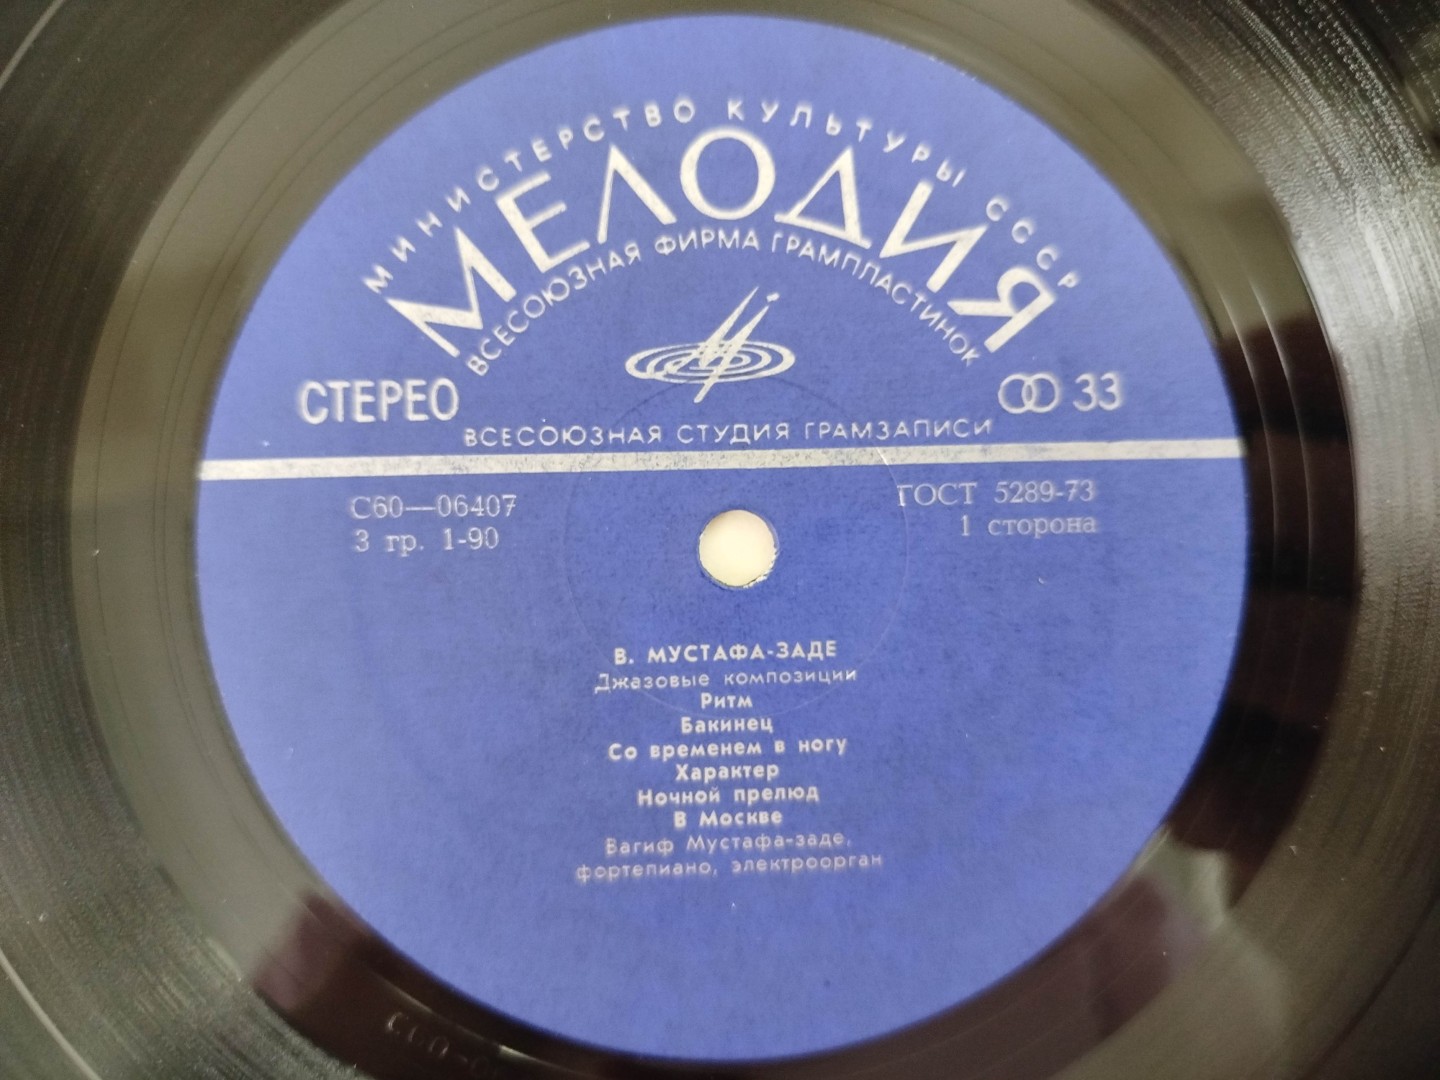 МИНИСТЕРСТВО КУЛЬТУРЫ СССР
МЕЛОДИЯ
ВСЕСОЮЗНАЯ ФИРМА ГРАМПЛАСТИНОК
СТЕРЕО
33
ВСЕСОЮЗНАЯ СТУДИЯ ГРАМЗАПИСИ
С60—06407
ГОСТ 5289-73
3 гр. 1-90
1 сторона
В. МУСТАФА-ЗАДЕ
Джазовые композиции
Ритм
Бакинец
Со временем в ногу
Характер
Ночной прелюд
В Москве
Вагиф Мустафа-заде,
фортепиано, электроорган